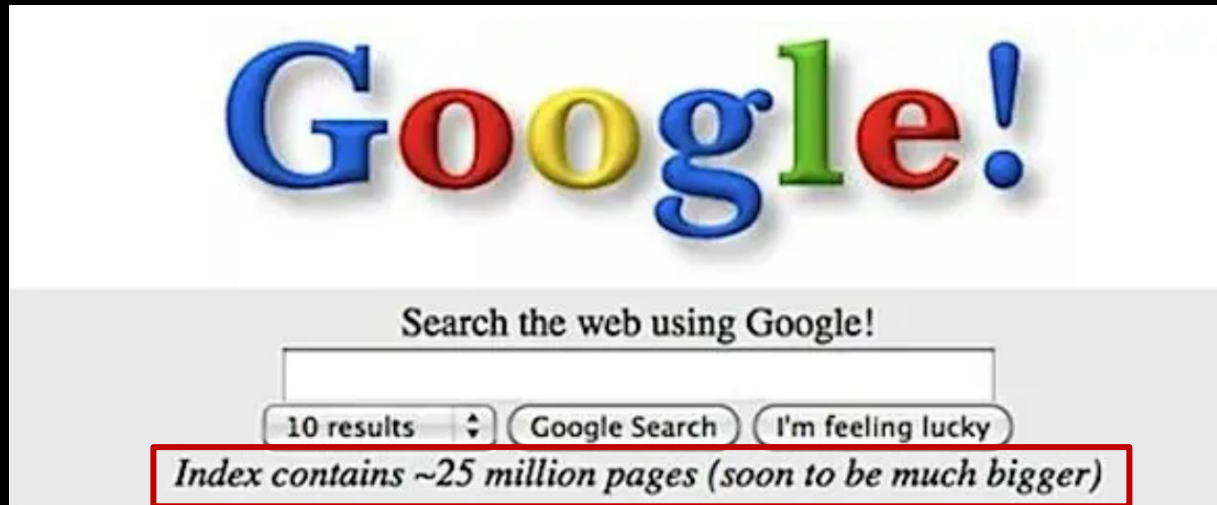 Google!
Search the web using Google!
10 results Google Search I'm feeling lucky
Index contains ~25 million pages (soon to be much bigger)